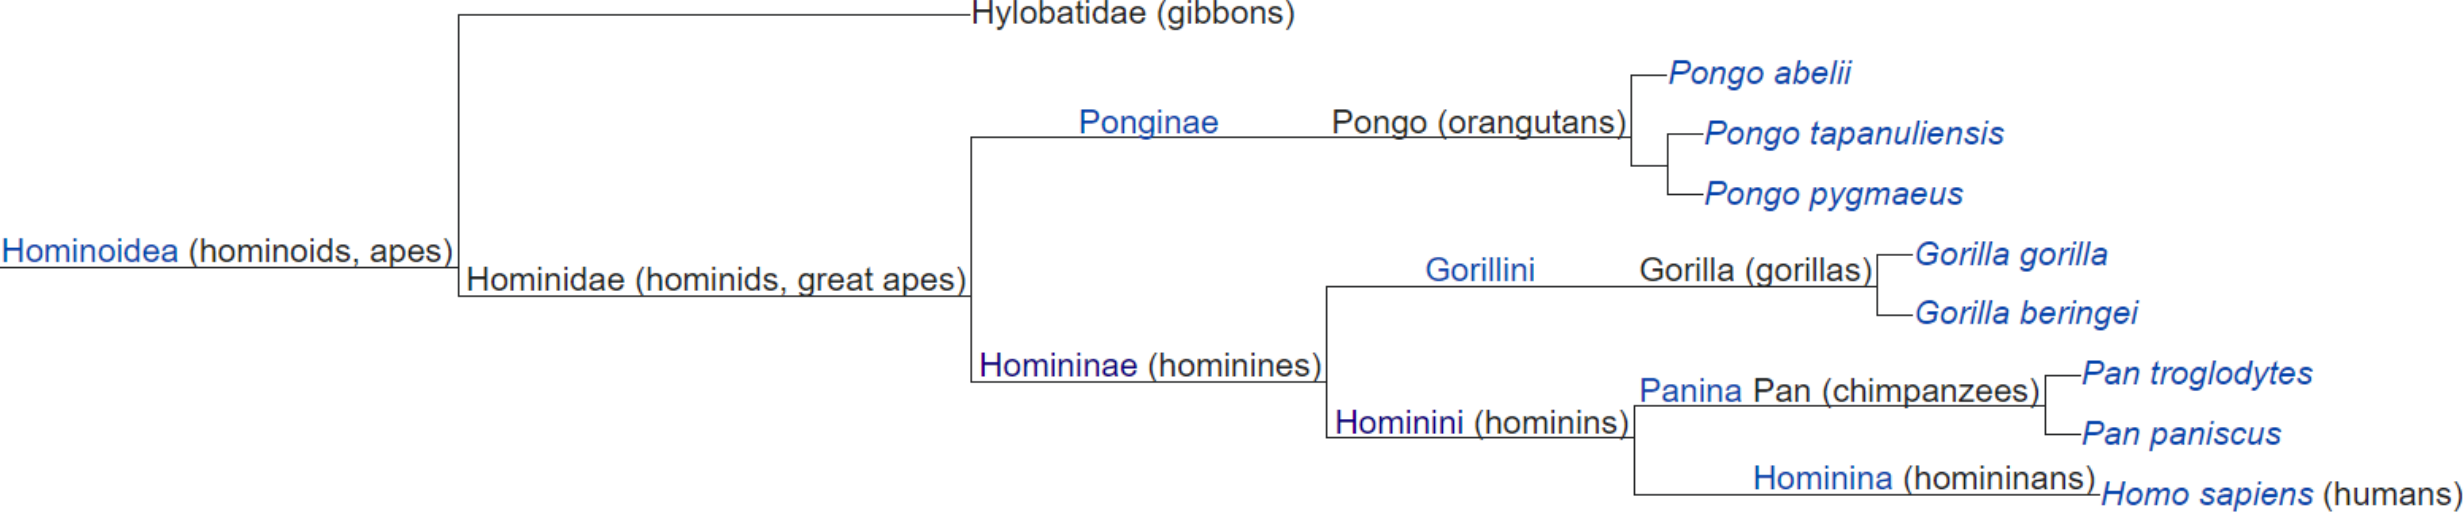 Hylobatidae (gibbons)
Pongo abelii
Ponginae
Pongo (orangutans)
Pongo tapanuliensis
Pongo pygmaeus
Hominoidea (hominoids, apes)
Hominidae (hominids, great apes)
Gorillini
Gorilla (gorillas)
Gorilla gorilla
Gorilla beringei
Homininae (hominines)
Pan troglodytes
Panina Pan (chimpanzees)
Hominini (hominins)
Pan paniscus
Hominina (homininans)
Homo sapiens (humans)